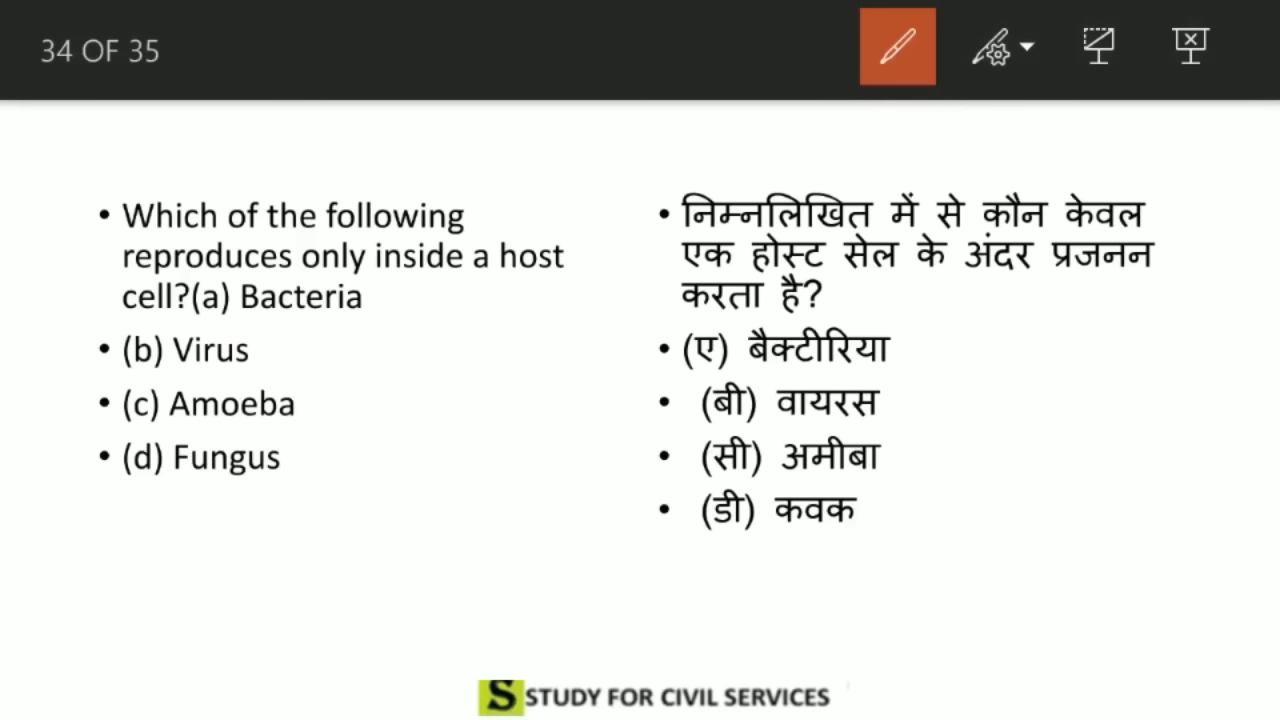 34 OF 35
• Which of the following
reproduces only inside a host
cell?(a) Bacteria
• (b) Virus
• (c) Amoeba
• (d) Fungus
• निम्नलिखित में से कौन केवल
एक होस्ट सेल के अंदर प्रजनन
करता है?
• (ए) बैक्टीरिया
• (बी) वायरस
• (सी) अमीबा
• (डी) कवक
S STUDY FOR CIVIL SERVICES